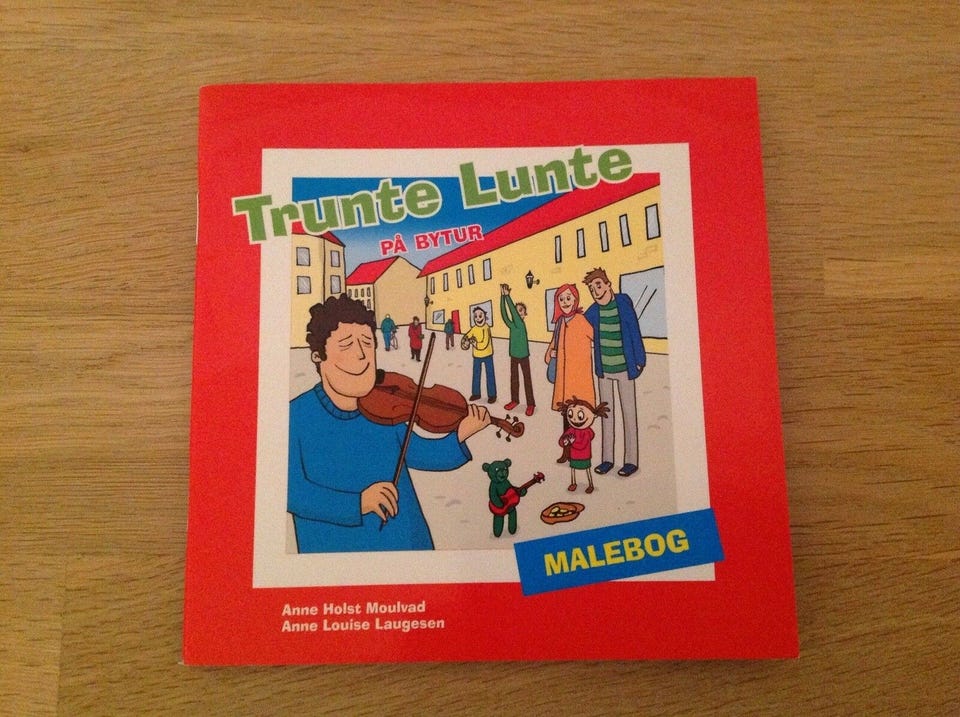 Trunte Lunte
PÅ BYTUR
MALEBOG
Anne Holst Moulvad
Anne Louise Laugesen